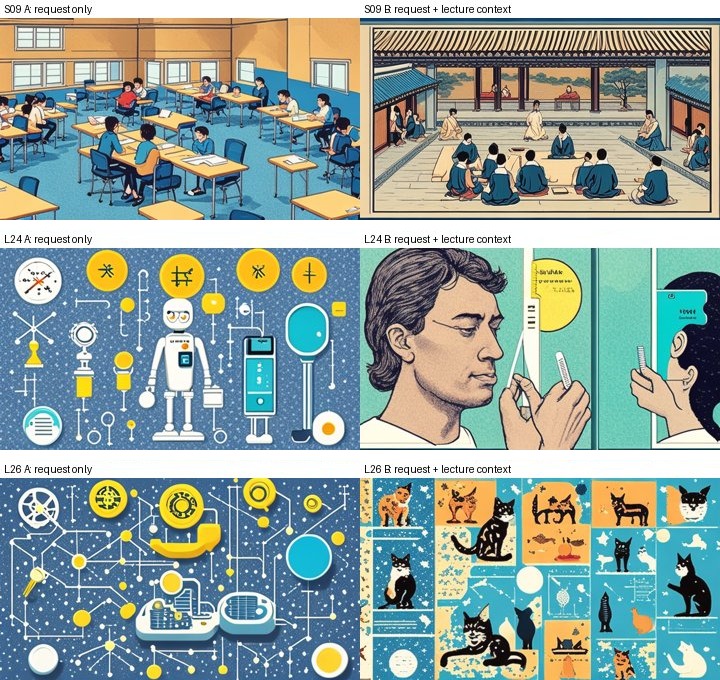 S09 A: request only
S09 B: request + lecture context
L24 A: request only
L24 B: request + lecture context
L26 A: request only
L26 B: request + lecture context